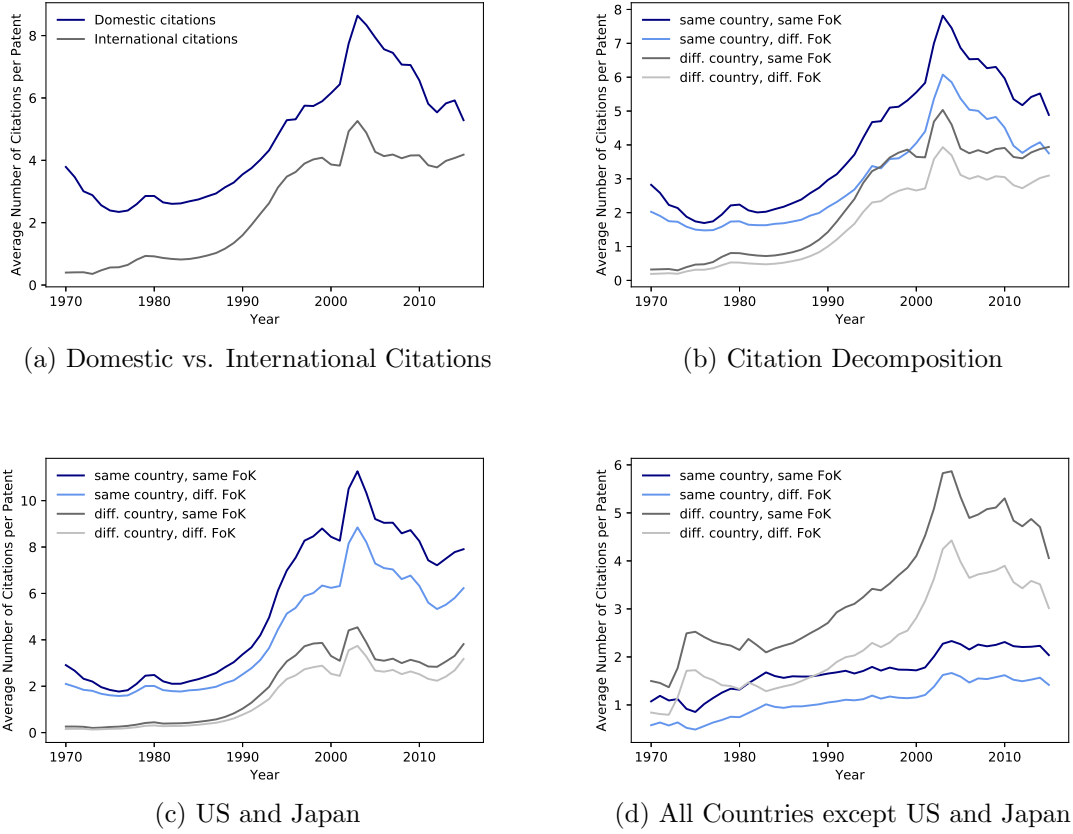 Domestic citations
International citations
Average Number of Citations per Patent
8
6
4
2
0
1970 1980 1990 2000 2010
Year
(a) Domestic vs. International Citations
same country, same FoK
same country, diff. FoK
diff. country, same FoK
diff. country, diff. FoK
Average Number of Citations per Patent
8
7
6
5
4
3
2
1
0
1970 1980 1990 2000 2010
Year
(b) Citation Decomposition
same country, same FoK
same country, diff. FoK
diff. country, same FoK
diff. country, diff. FoK
Average Number of Citations per Patent
10
8
6
4
2
0
1970 1980 1990 2000 2010
Year
(c) US and Japan
same country, same FoK
same country, diff. FoK
diff. country, same FoK
diff. country, diff. FoK
Average Number of Citations per Patent
6
5
4
3
2
1
1970 1980 1990 2000 2010
Year
(d) All Countries except US and Japan